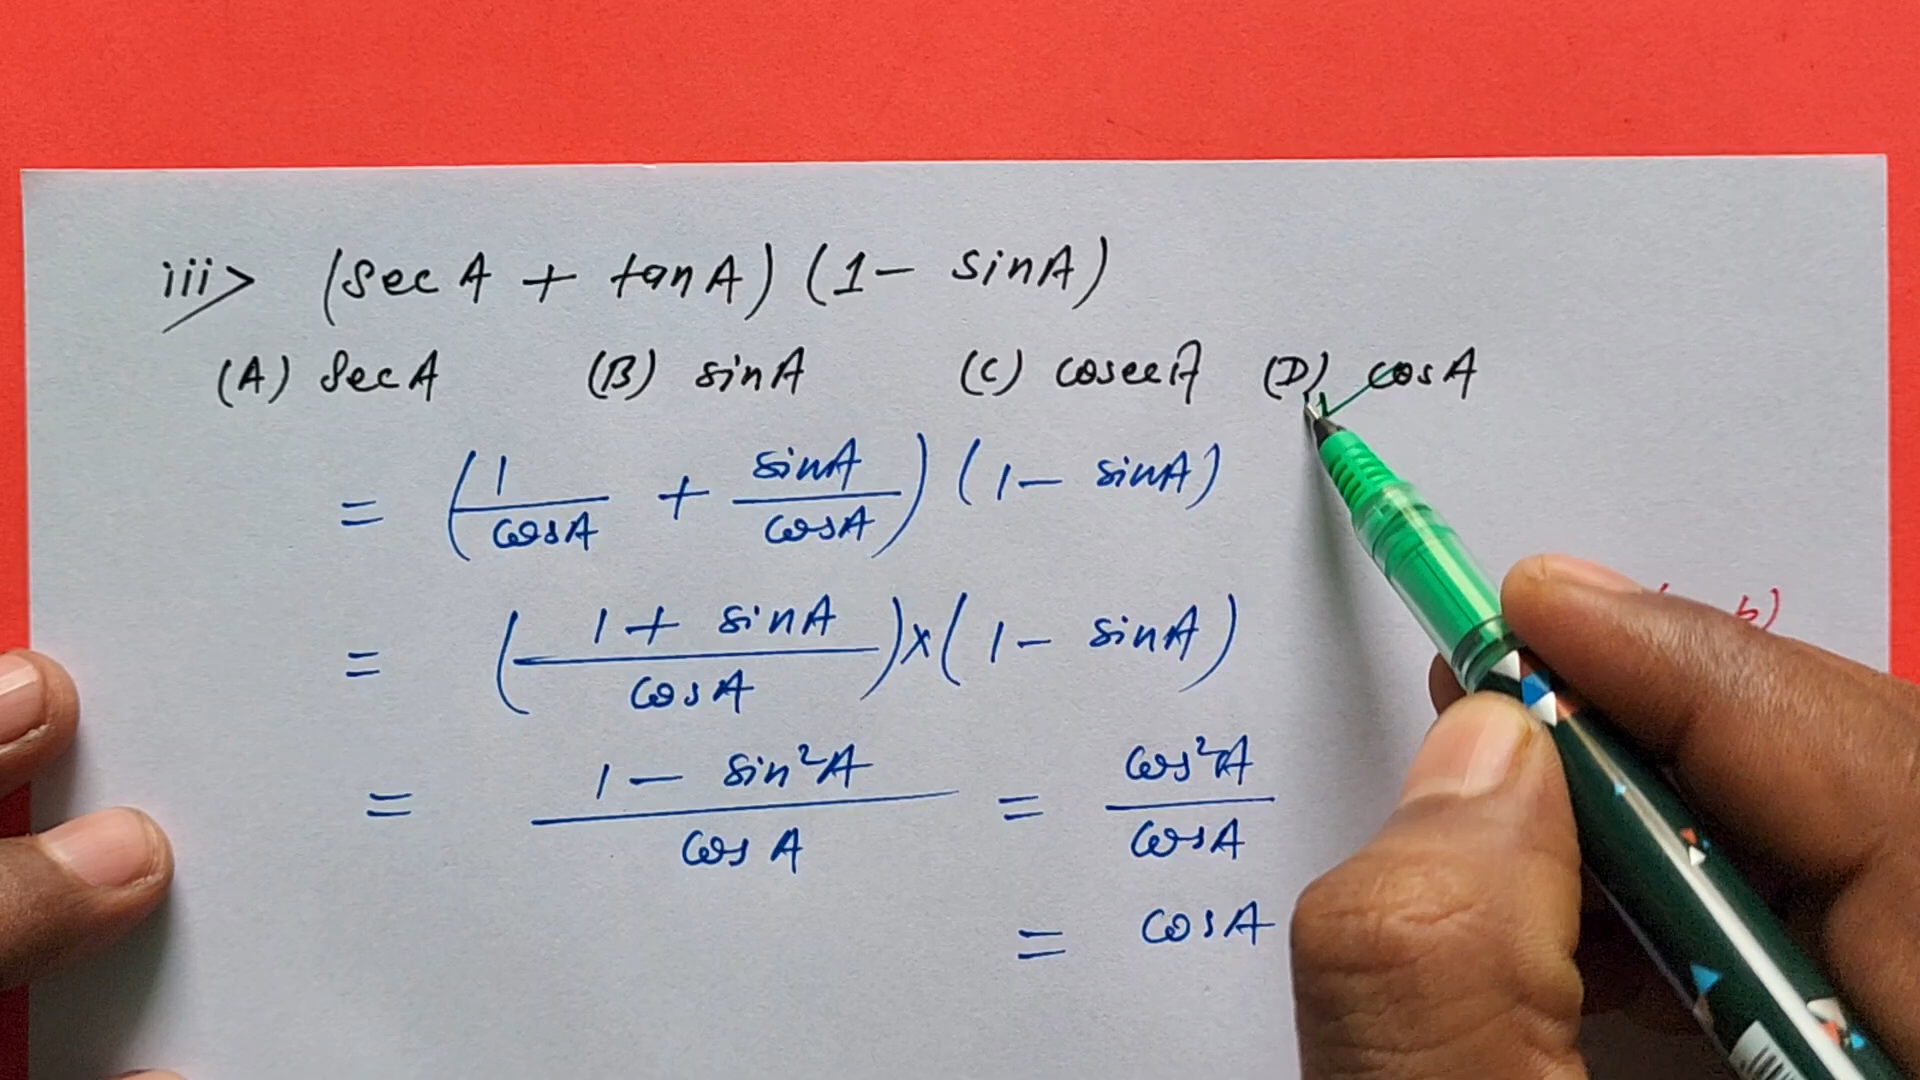 iii> (sec A + tan A) (1 - sin A)
(A) sec A (B) sin A (C) cosec A (D) cos A
= (1/cos A + sin A/cos A) (1 - sin A)
= ((1 + sin A)/cos A) × (1 - sin A)
= (1 - sin²A)/cos A = cos²A/cos A
= cos A